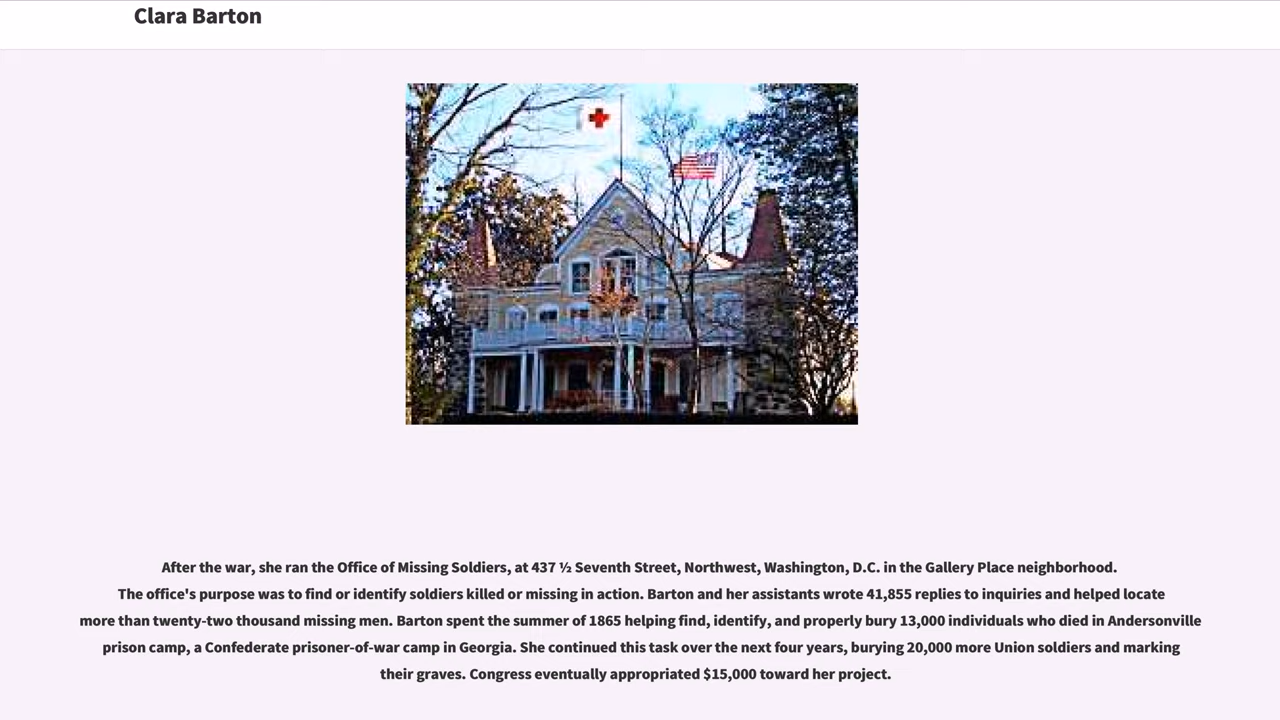 Clara Barton
After the war, she ran the Office of Missing Soldiers, at 437 ½ Seventh Street, Northwest, Washington, D.C. in the Gallery Place neighborhood.
The office's purpose was to find or identify soldiers killed or missing in action. Barton and her assistants wrote 41,855 replies to inquiries and helped locate
more than twenty-two thousand missing men. Barton spent the summer of 1865 helping find, identify, and properly bury 13,000 individuals who died in Andersonville
prison camp, a Confederate prisoner-of-war camp in Georgia. She continued this task over the next four years, burying 20,000 more Union soldiers and marking
their graves. Congress eventually appropriated $15,000 toward her project.